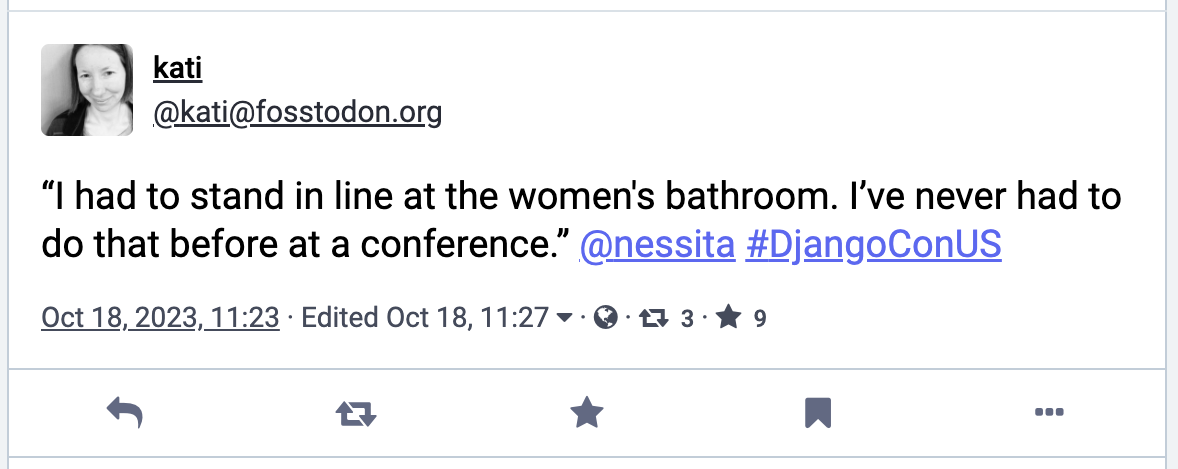 kati
@kati@fosstodon.org
“I had to stand in line at the women's bathroom. I’ve never had to
do that before at a conference.” @nessita #DjangoConUS
Oct 18, 2023, 11:23 · Edited Oct 18, 11:27 · · 3 · 9